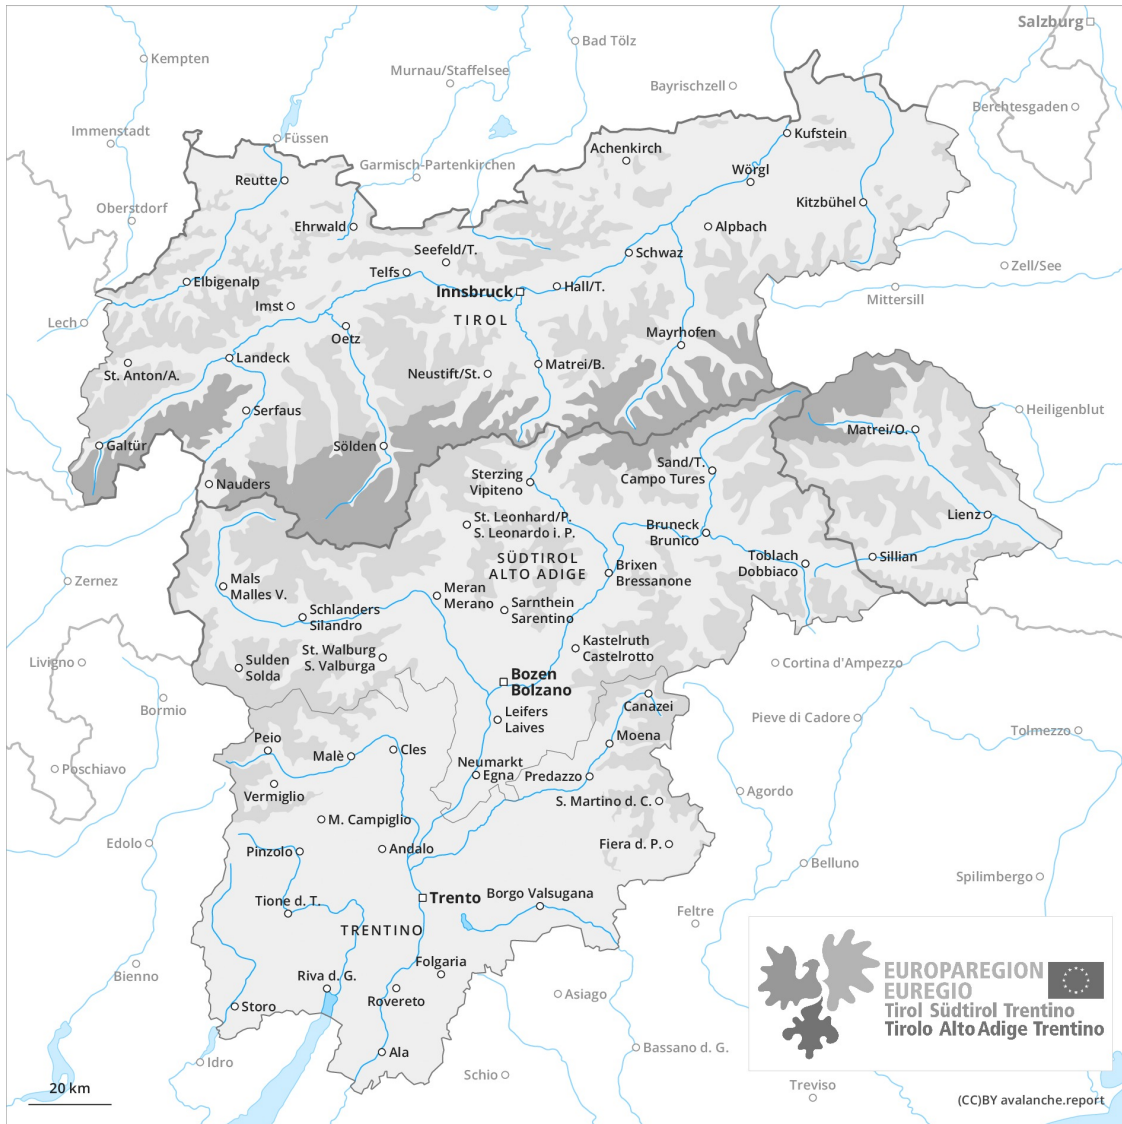 Salzburg
Bad Tölz
Kempten
Murnau/Staffelsee
Bayrischzell
Berchtesgaden
Immenstadt
Füssen
Kufstein
Achenkirch
Garmisch-Partenkirchen
Wörgl
Reutte
Oberstdorf
Kitzbühel
Ehrwald
Alpbach
Seefeld/T.
Schwaz
Telfs
Zell/See
Elbigenalp
Hall/T.
Innsbruck
Mittersill
Imst
TIROL
Lech
Mayrhofen
Oetz
Landeck
Matrei/B.
St. Anton/A.
Neustift/St.
Serfaus
Heiligenblut
Matrei/O.
Galtür
Sölden
Sand/T.
Campo Tures
Sterzing
Vipiteno
Nauders
St. Leonhard/P.
S. Leonardo i. P.
Lienz
Bruneck
Brunico
SÜDTIROL
ALTO ADIGE
Toblach
Dobbiaco
Sillian
Brixen
Bressanone
Zernez
Mals
Malles V.
Meran
Merano
Sarnthein
Sarentino
Schlanders
Silandro
Kastelruth
Castelrotto
St. Walburg
S. Valburga
Livigno
Sulden
Solda
Cortina d'Ampezzo
Bozen
Bolzano
Bormio
Canazei
Leifers
Laives
Pieve di Cadore
Tolmezzo
Peio
Moena
Malè
Cles
Neumarkt
Egna
Predazzo
Poschiavo
Vermiglio
Agordo
S. Martino d. C.
M. Campiglio
Edolo
Fiera d. P.
Pinzolo
Andalo
Belluno
Spilimbergo
Borgo Valsugana
Trento
Tione d. T.
Feltre
TRENTINO
Folgaria
Bienno
Riva d. G.
EUROPAREGION
EUREGIO
Tirol Südtirol Trentino
Tirolo Alto Adige Trentino
Asiago
Rovereto
Storo
Ala
Bassano d. G.
Idro
Schio
20 km
Treviso
(CC)BY avalanche.report